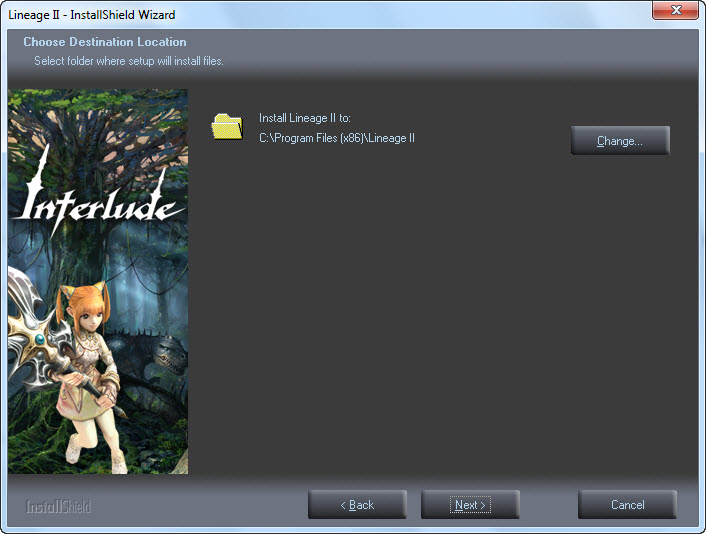 Lineage II - InstallShield Wizard
Choose Destination Location
Select folder where setup will install files.
Interlude
Install Lineage II to:
C:\Program Files (x86)\Lineage II
Change...
InstallShield
< Back
Next >
Cancel